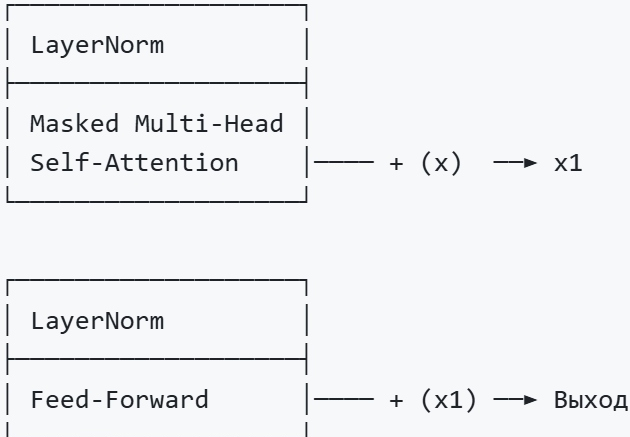 LayerNorm
Masked Multi-Head
Self-Attention + (x) → x1
LayerNorm
Feed-Forward + (x1) → Выход